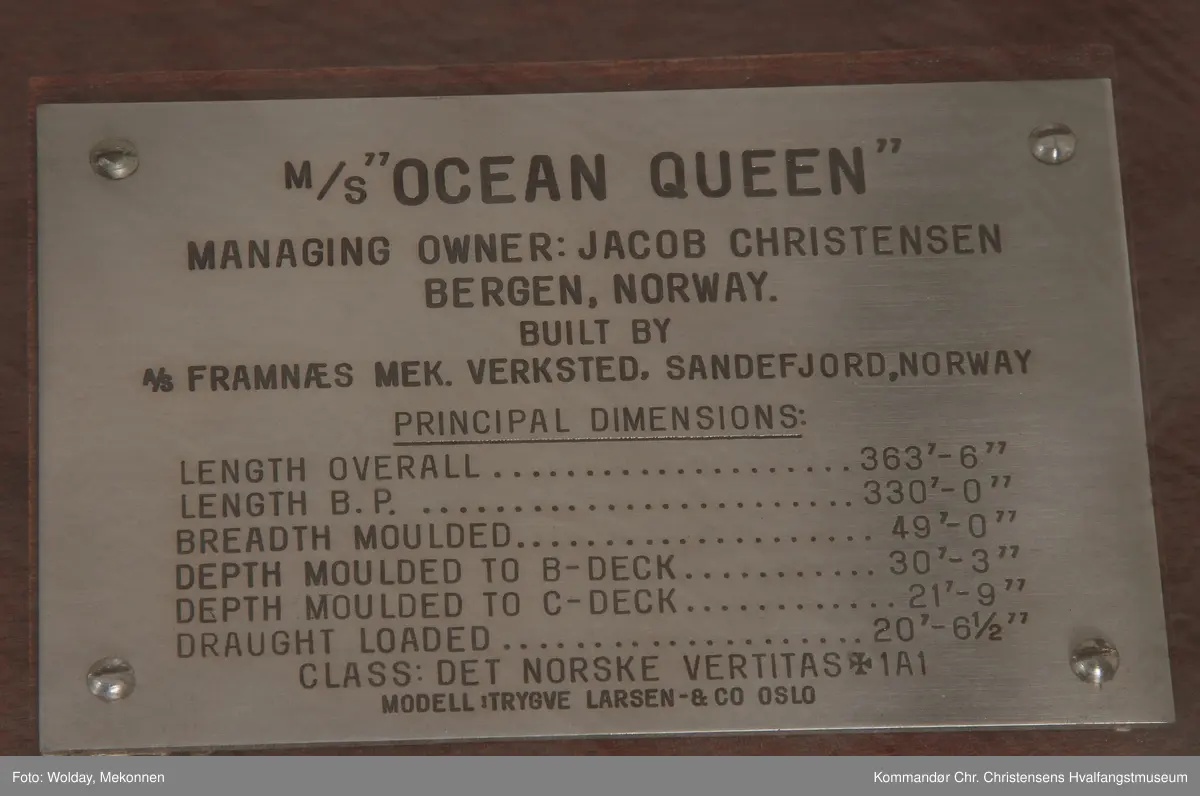 M/S "OCEAN QUEEN"
MANAGING OWNER: JACOB CHRISTENSEN
BERGEN, NORWAY.
BUILT BY
A/S FRAMNÆS MEK. VERKSTED, SANDEFJORD, NORWAY
PRINCIPAL DIMENSIONS:
LENGTH OVERALL ..................... 363'-6"
LENGTH B.P. .......................... 330'-0"
BREADTH MOULDED ..................... 49'-0"
DEPTH MOULDED TO B-DECK ............ 30'-3"
DEPTH MOULDED TO C-DECK ............. 21'-9"
DRAUGHT LOADED ..................... 20'-6½"
CLASS: DET NORSKE VERTITAS ✠ 1A1
MODELL: TRYGVE LARSEN-& CO OSLO
Foto: Wolday, Mekonnen
Kommandør Chr. Christensens Hvalfangstmuseum